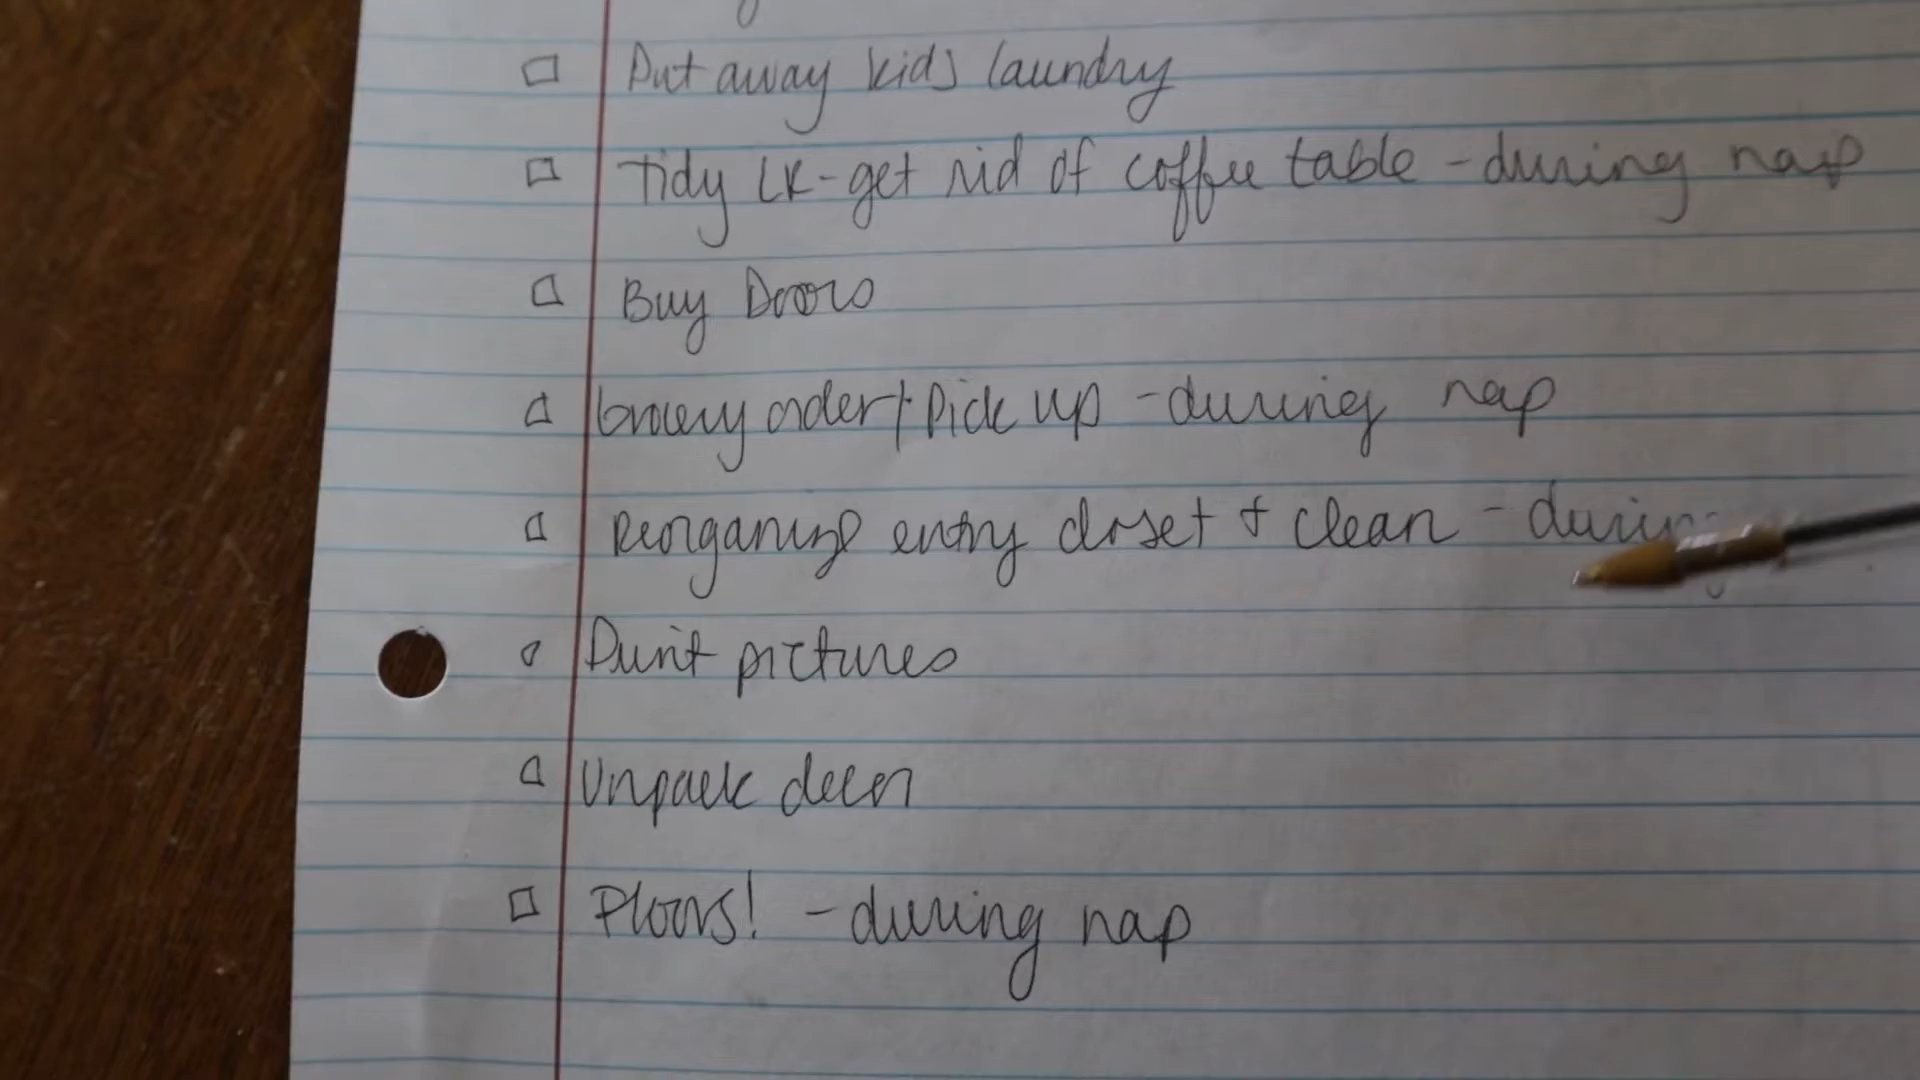 Put away kids laundry
Tidy LR - get rid of coffee table - during nap
Buy Doors
Grocery order + Pick up - during nap
Reorganize entry closet + clean - during
Print pictures
Unpack decor
Floors! - during nap